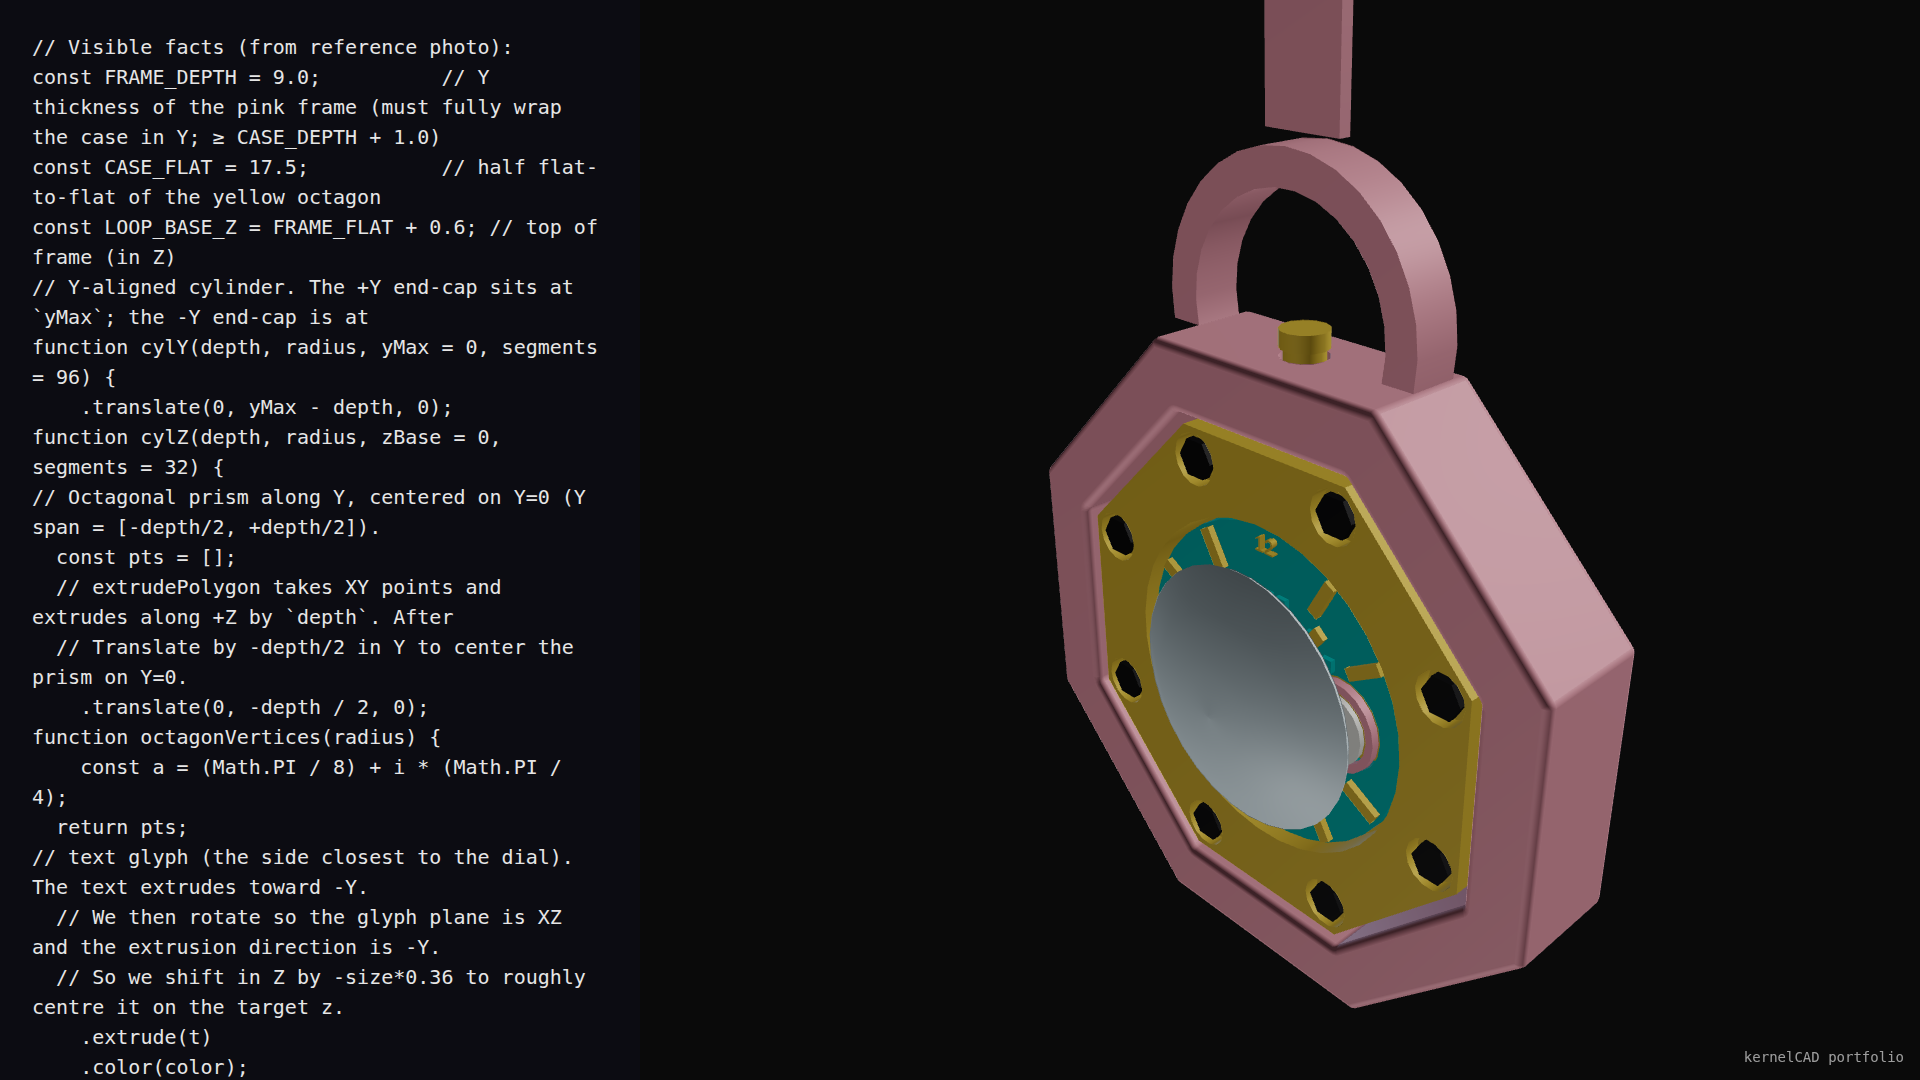 // Visible facts (from reference photo):
const FRAME_DEPTH = 9.0;          // Y
thickness of the pink frame (must fully wrap
the case in Y; ≥ CASE_DEPTH + 1.0)
const CASE_FLAT = 17.5;           // half flat-
to-flat of the yellow octagon
const LOOP_BASE_Z = FRAME_FLAT + 0.6; // top of
frame (in Z)
// Y-aligned cylinder. The +Y end-cap sits at
`yMax`; the -Y end-cap is at
function cylY(depth, radius, yMax = 0, segments
= 96) {
    .translate(0, yMax - depth, 0);
function cylZ(depth, radius, zBase = 0,
segments = 32) {
// Octagonal prism along Y, centered on Y=0 (Y
span = [-depth/2, +depth/2]).
  const pts = [];
  // extrudePolygon takes XY points and
extrudes along +Z by `depth`. After
  // Translate by -depth/2 in Y to center the
prism on Y=0.
    .translate(0, -depth / 2, 0);
function octagonVertices(radius) {
    const a = (Math.PI / 8) + i * (Math.PI /
4);
  return pts;
// text glyph (the side closest to the dial).
The text extrudes toward -Y.
  // We then rotate so the glyph plane is XZ
and the extrusion direction is -Y.
  // So we shift in Z by -size*0.36 to roughly
centre it on the target z.
    .extrude(t)
    .color(color);
12
kernelCAD portfolio